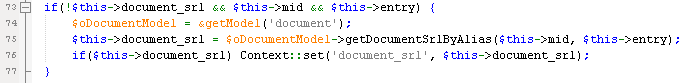 73 if(!$this->document_srl && $this->mid && $this->entry) {
74 $oDocumentModel = &getModel('document');
75 $this->document_srl = $oDocumentModel->getDocumentSrlByAlias($this->mid, $this->entry);
76 if($this->document_srl) Context::set('document_srl', $this->document_srl);
77 }